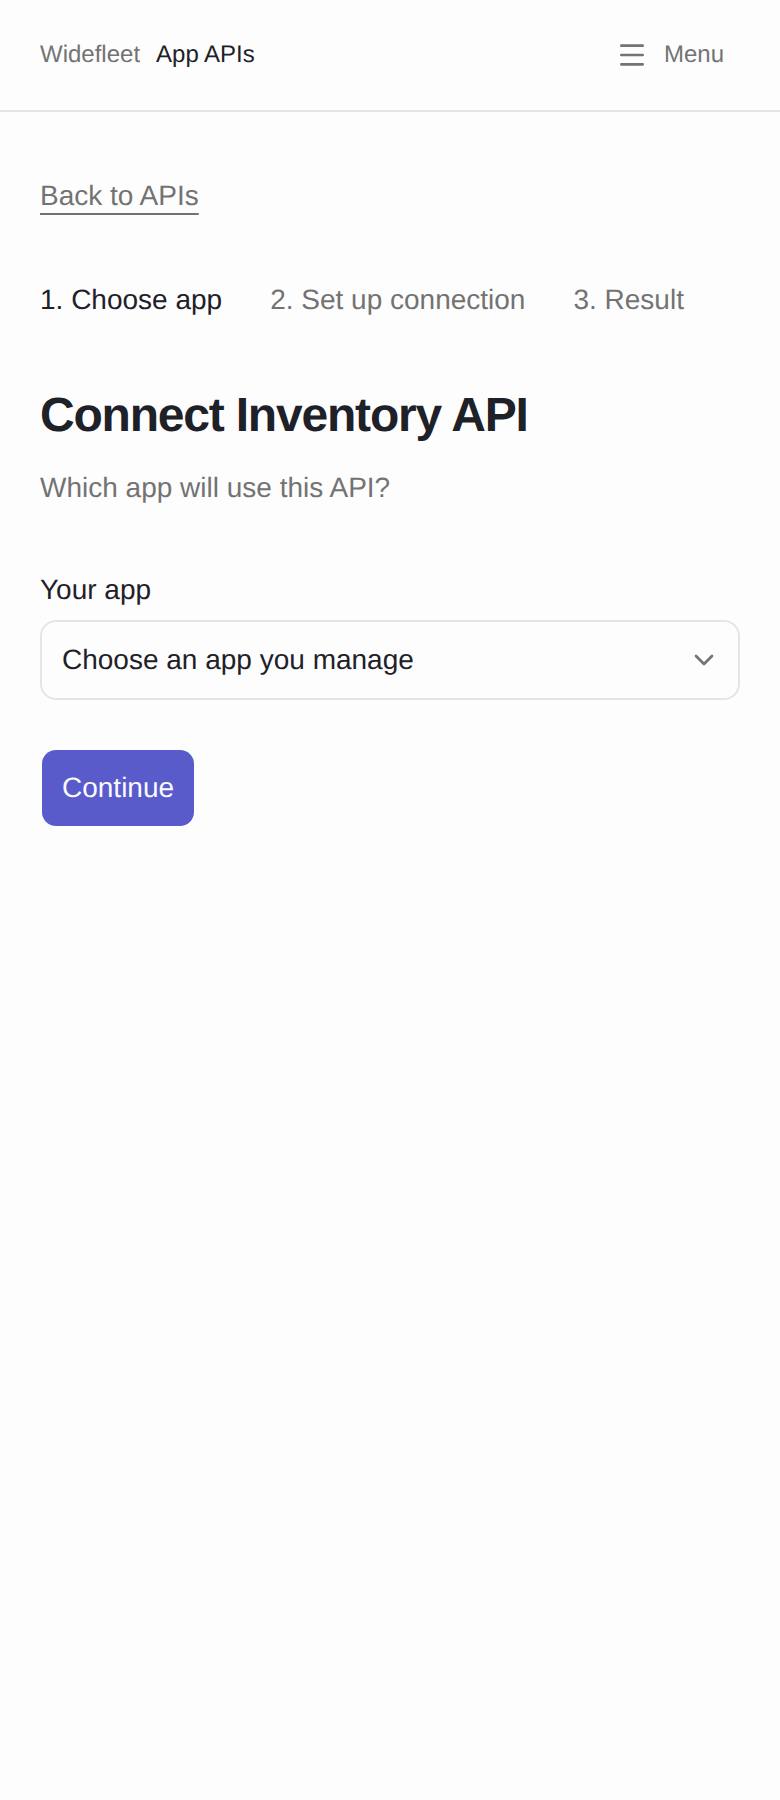 Widefleet App APIs Menu
Back to APIs
1. Choose app 2. Set up connection 3. Result
Connect Inventory API
Which app will use this API?
Your app
Choose an app you manage
Continue